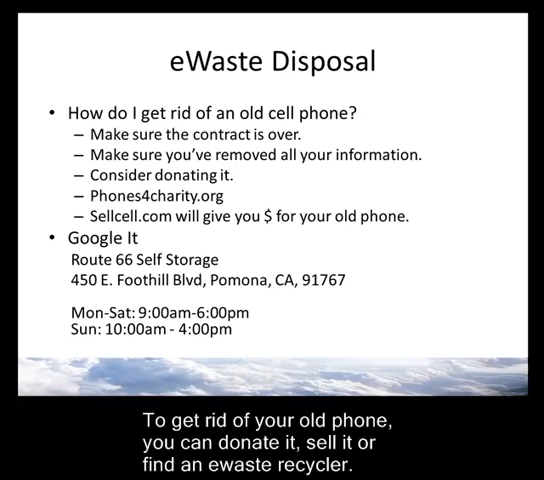 eWaste Disposal
• How do I get rid of an old cell phone?
– Make sure the contract is over.
– Make sure you've removed all your information.
– Consider donating it.
– Phones4charity.org
– Sellcell.com will give you $ for your old phone.
• Google It
Route 66 Self Storage
450 E. Foothill Blvd, Pomona, CA, 91767
Mon-Sat: 9:00am-6:00pm
Sun: 10:00am - 4:00pm
To get rid of your old phone,
you can donate it, sell it or
find an ewaste recycler.